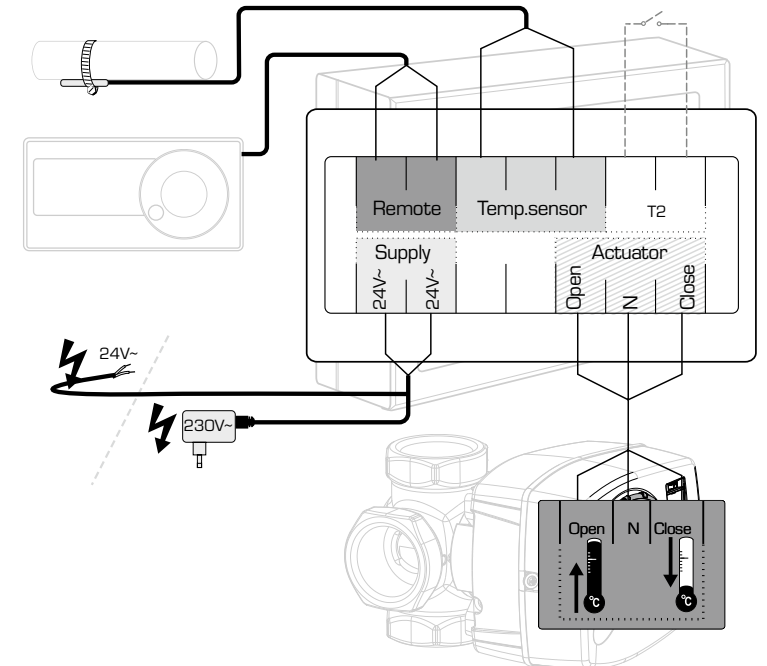 Remote Temp.sensor T2
Supply Actuator
24V~ 24V~ Open N Close
24V~
230V~
Open N Close
°C °C